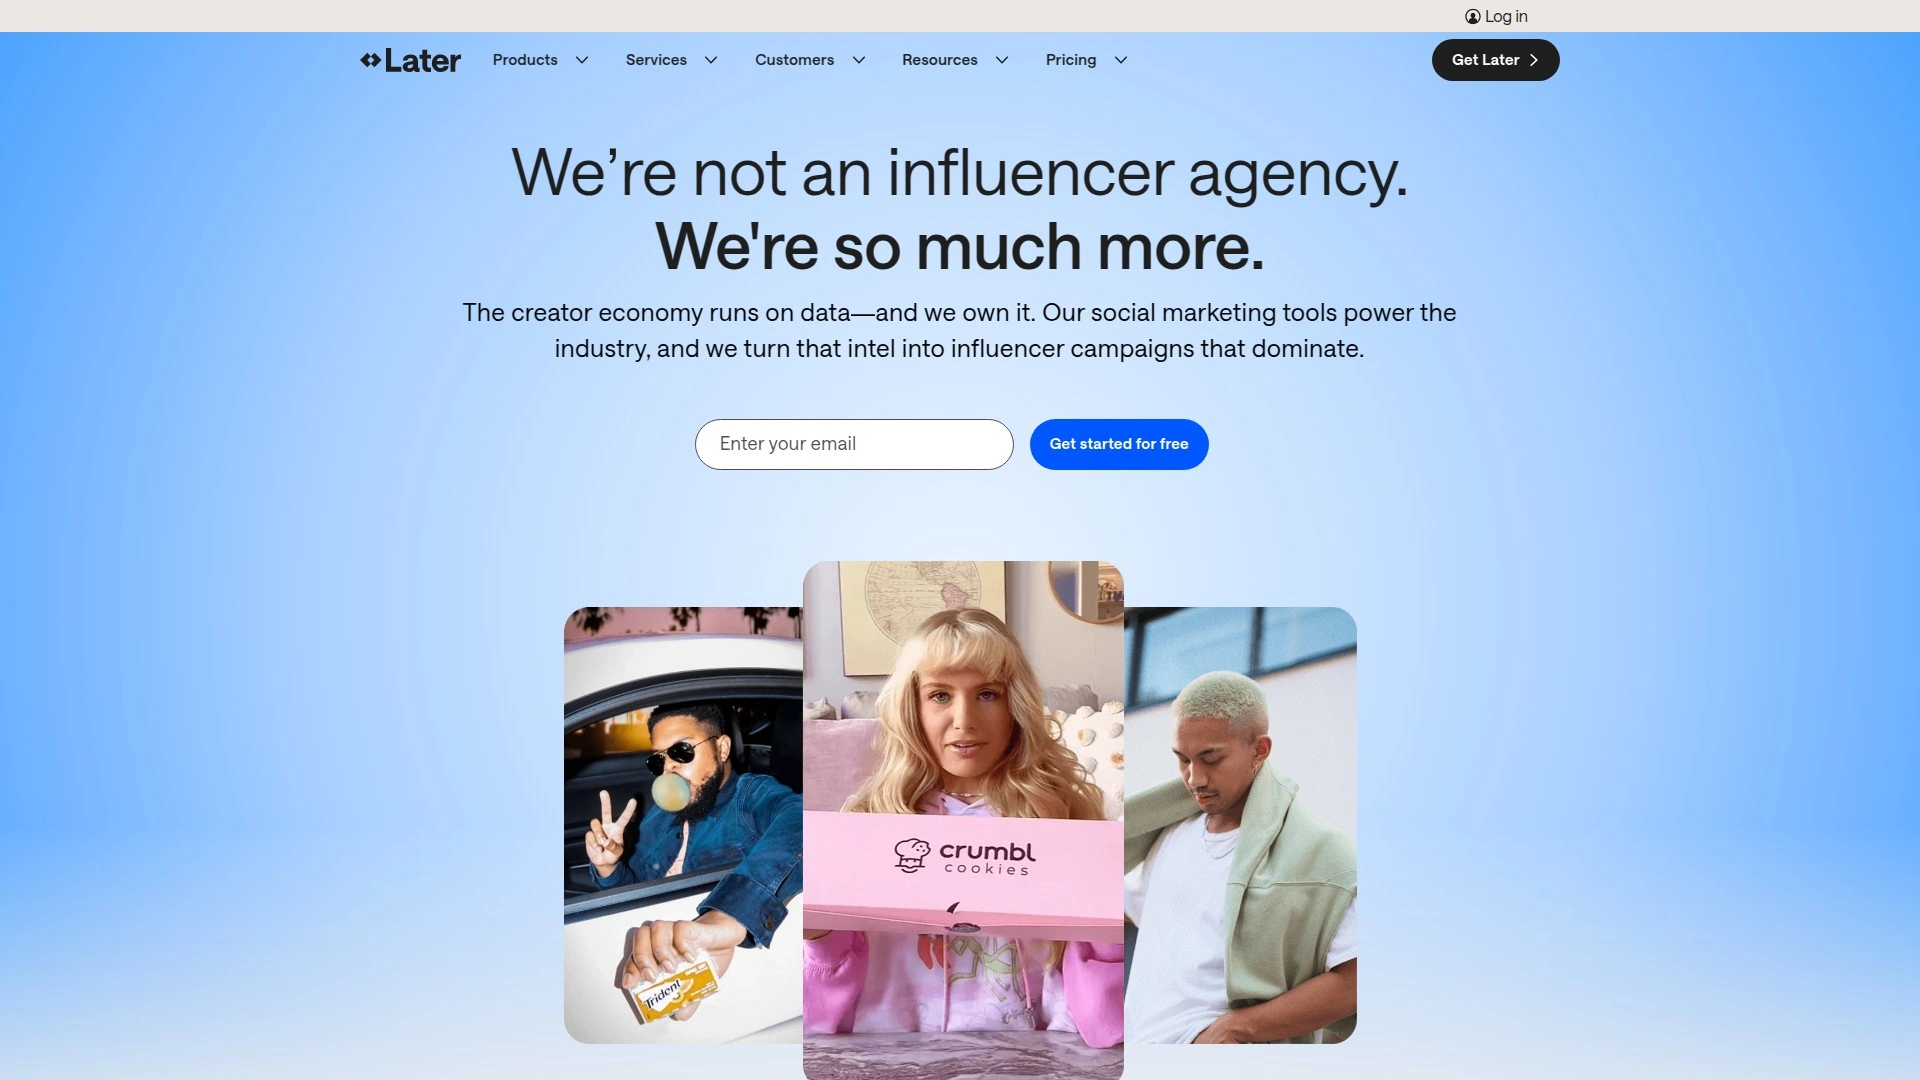 Log in
Later
Products
Services
Customers
Resources
Pricing
Get Later
We’re not an influencer agency.
We're so much more.
The creator economy runs on data—and we own it. Our social marketing tools power the
industry, and we turn that intel into influencer campaigns that dominate.
Enter your email
Get started for free
crumbl
cookies
Trident